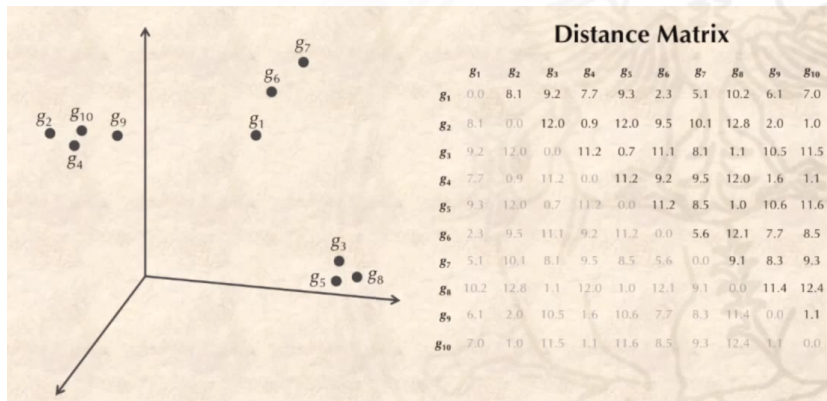 Distance Matrix
g7
g6
g2 g10 g9 g1
g4
g3
g5 g8
g1 g2 g3 g4 g5 g6 g7 g8 g9 g10
g1 0.0 8.1 9.2 7.7 9.3 2.3 5.1 10.2 6.1 7.0
g2 8.1 0.0 12.0 0.9 12.0 9.5 10.1 12.8 2.0 1.0
g3 9.2 12.0 0.0 11.2 0.7 11.1 8.1 1.1 10.5 11.5
g4 7.7 0.9 11.2 0.0 11.2 9.2 9.5 12.0 1.6 1.1
g5 9.3 12.0 0.7 11.2 0.0 11.2 8.5 1.0 10.6 11.6
g6 2.3 9.5 11.1 9.2 11.2 0.0 5.6 12.1 7.7 8.5
g7 5.1 10.1 8.1 9.5 8.5 5.6 0.0 9.1 8.3 9.3
g8 10.2 12.8 1.1 12.0 1.0 12.1 9.1 0.0 11.4 12.4
g9 6.1 2.0 10.5 1.6 10.6 7.7 8.3 11.4 0.0 1.1
g10 7.0 1.0 11.5 1.1 11.6 8.5 9.3 12.4 1.1 0.0